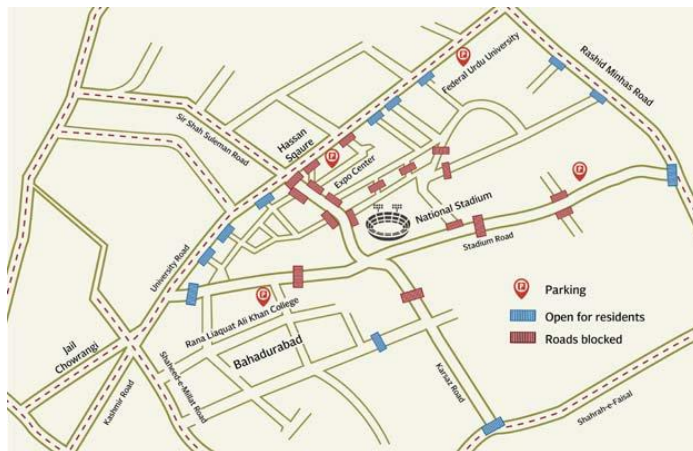 Federal Urdu University
Rashid Minhas Road
Sir Shah Suleman Road
Hassan
Sqaure
Expo Center
National Stadium
Stadium Road
University Road
Rana Liaquat Ali Khan College
Bahadurabad
Jail
Chowrangi
Kashmir Road
Shaheed-e-Millat Road
Karsaz Road
Shahrah-e-Faisal
P Parking
Open for residents
Roads blocked